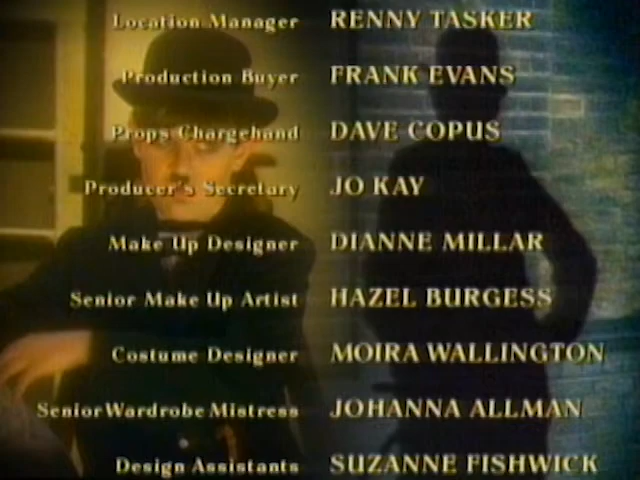 Location Manager RENNY TASKER
Production Buyer FRANK EVANS
Props Chargehand DAVE COPUS
Producer's Secretary JO KAY
Make Up Designer DIANNE MILLAR
Senior Make Up Artist HAZEL BURGESS
Costume Designer MOIRA WALLINGTON
Senior Wardrobe Mistress JOHANNA ALLMAN
Design Assistants SUZANNE FISHWICK